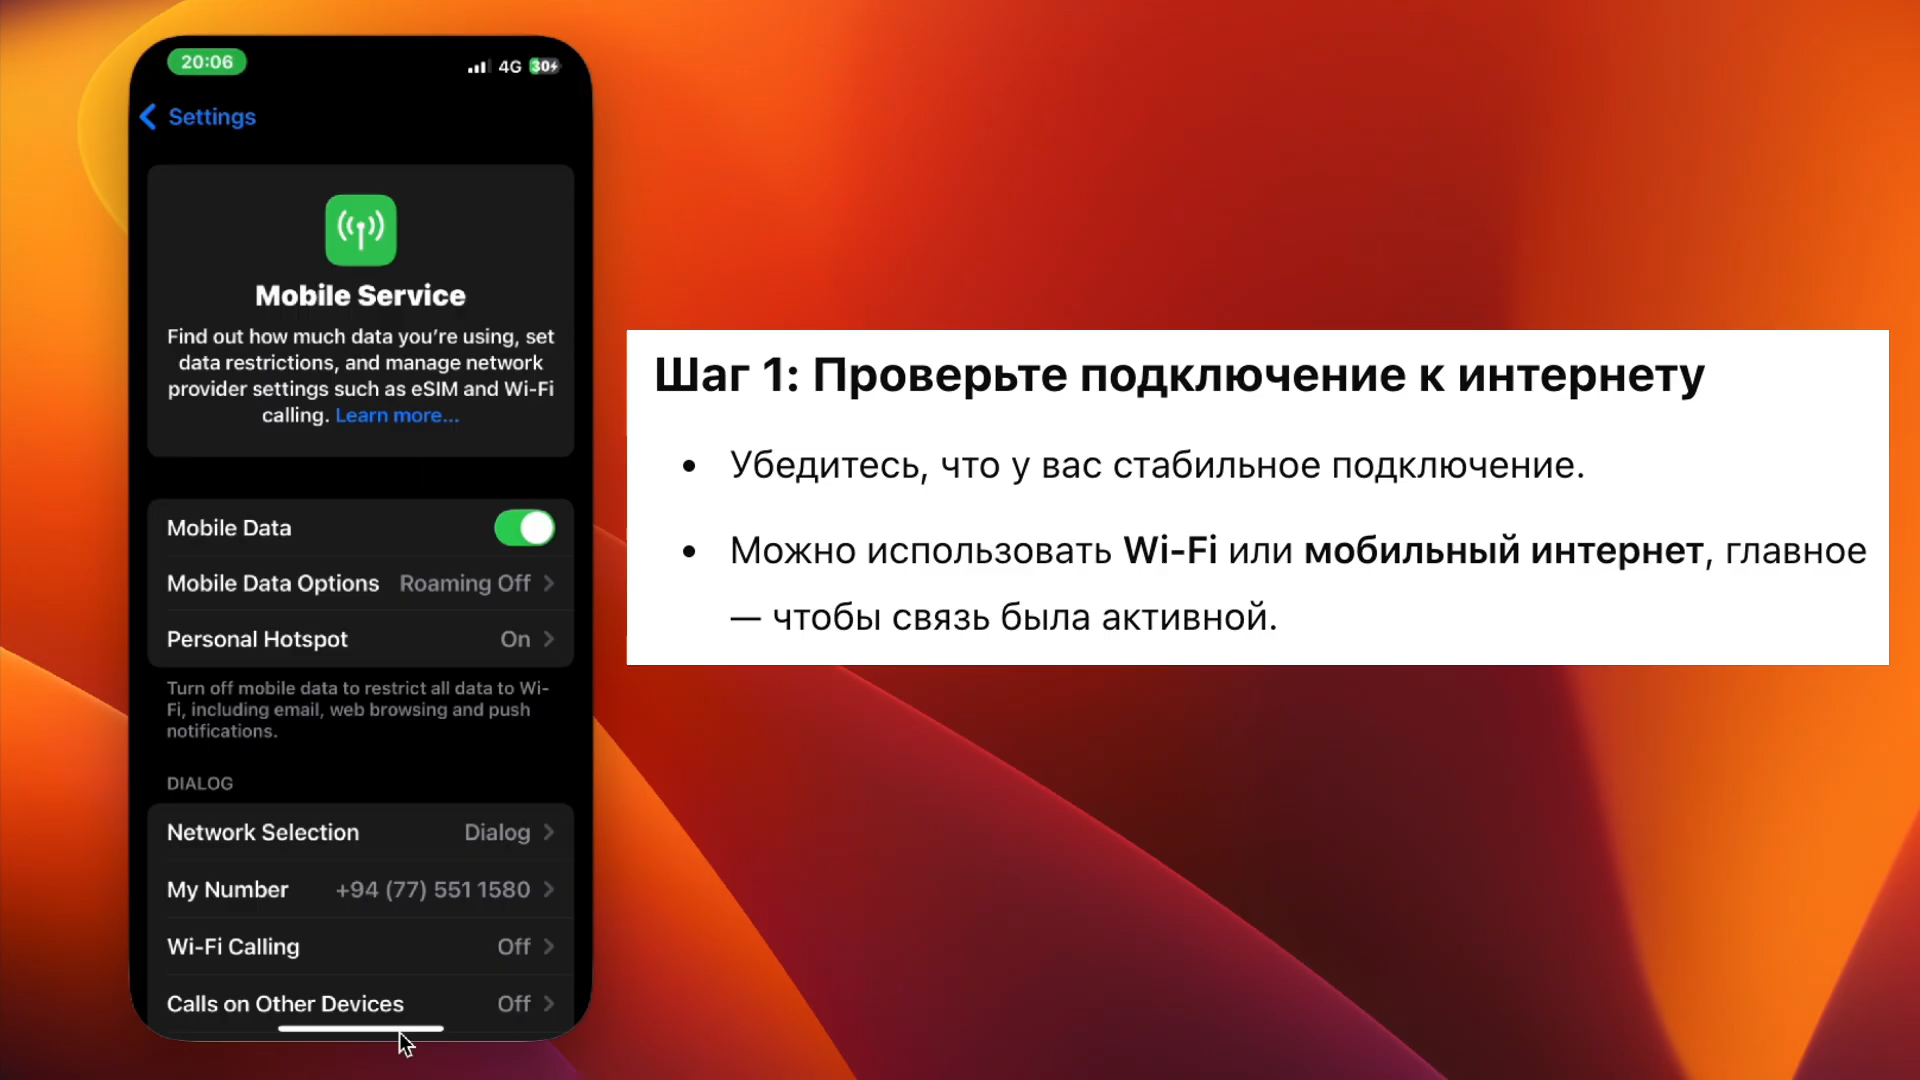 20:06
4G
30
Settings
Mobile Service
Find out how much data you're using, set
data restrictions, and manage network
provider settings such as eSIM and Wi-Fi
calling. Learn more...
Mobile Data
Mobile Data Options Roaming Off
Personal Hotspot On
Turn off mobile data to restrict all data to Wi-
Fi, including email, web browsing and push
notifications.
DIALOG
Network Selection Dialog
My Number +94 (77) 551 1580
Wi-Fi Calling Off
Calls on Other Devices Off
Шаг 1: Проверьте подключение к интернету
• Убедитесь, что у вас стабильное подключение.
• Можно использовать Wi-Fi или мобильный интернет, главное
— чтобы связь была активной.